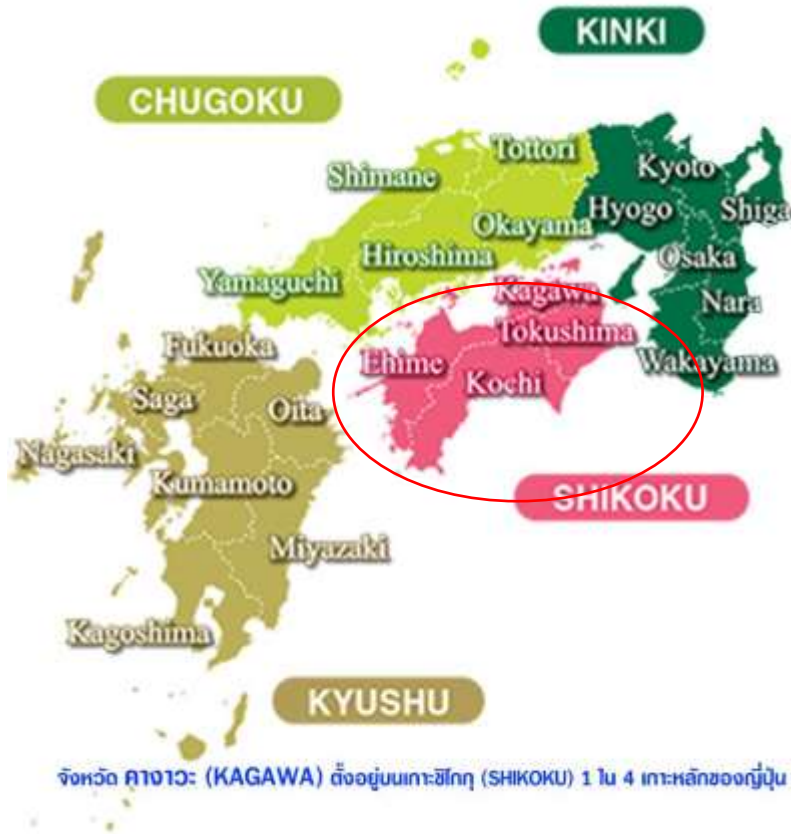 KINKI
CHUGOKU
Tottori
Kyoto
Shimane
Hyogo
Shiga
Okayama
Hiroshima
Osaka
Yamaguchi
Kagawa
Nara
Fukuoka
Tokushima
Ehime
Wakayama
Kochi
Saga
Oita
Nagasaki
Kumamoto
SHIKOKU
Miyazaki
Kagoshima
KYUSHU
จังหวัด คางาวะ (KAGAWA) ตั้งอยู่บนเกาะชิโกกุ (SHIKOKU) 1 ใน 4 เกาะหลักของญี่ปุ่น